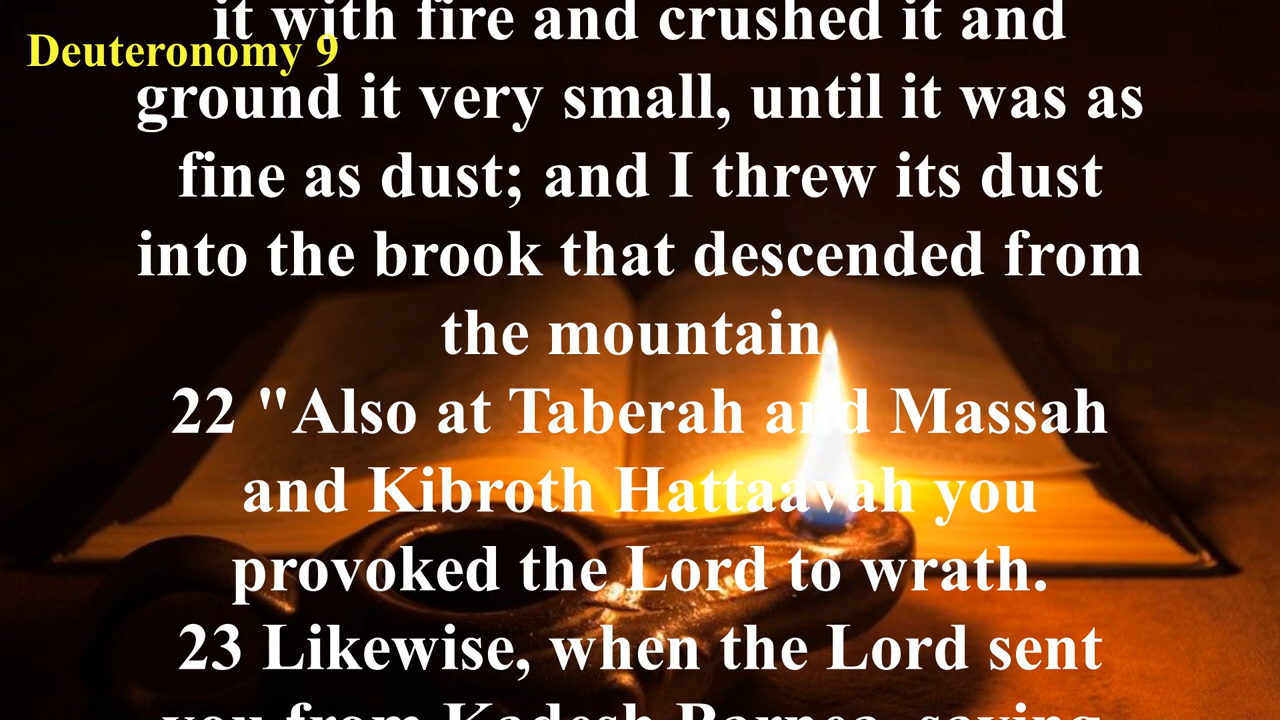 it with fire and crushed it and
Deuteronomy 9
ground it very small, until it was as
fine as dust; and I threw its dust
into the brook that descended from
the mountain.
22 "Also at Taberah and Massah
and Kibroth Hattaavah you
provoked the Lord to wrath.
23 Likewise, when the Lord sent
you from Kadesh Barnea, saying,